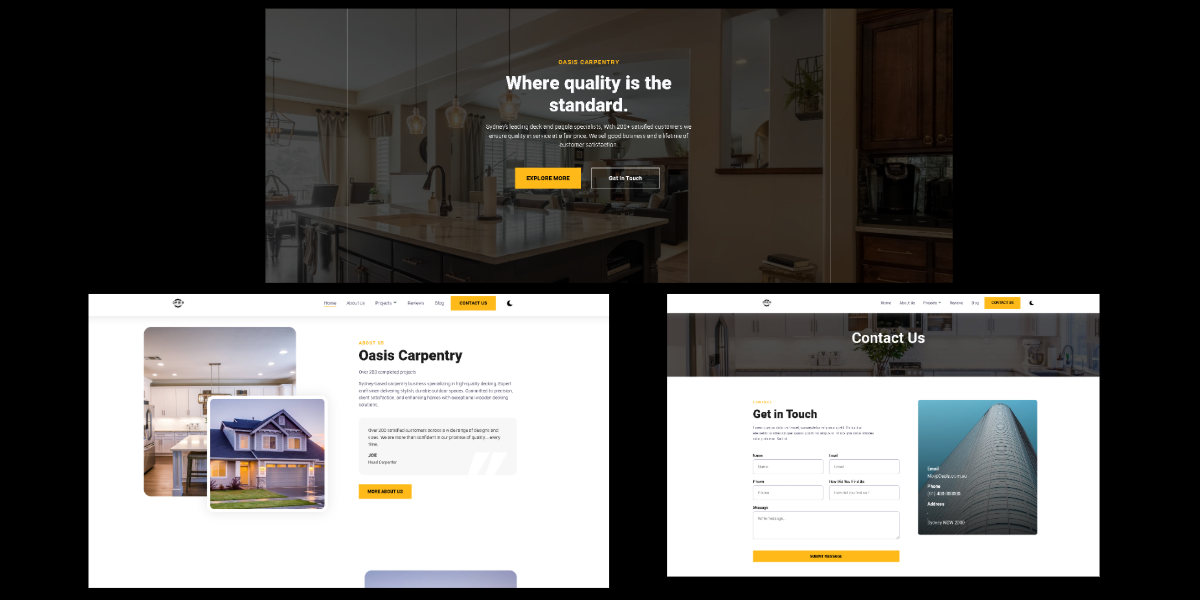 OASIS CARPENTRY
Where quality is the
standard.
Sydney's leading deck and pagola specialists, With 200+ satisfied customers we
ensure quality in service at a fair price. We sell good business and a lifetime of
customer satisfaction.
EXPLORE MORE
Get in Touch
Home
About Us
Projects
Reviews
Blog
CONTACT US
ABOUT US
Oasis Carpentry
Over 200 completed projects
Sydney-based carpentry business specialising in high-quality decking. Expert
craftsmen delivering stylish, durable outdoor spaces. Committed to precision,
client satisfaction, and enhancing homes with exceptional wooden decking
solutions.
Over 200 satisfied customers across a wide range of designs and
spec. We are more than confident in our promise of quality... every
time.
JOE
Head Carpenter
MORE ABOUT US
Home
About Us
Projects
Reviews
Blog
CONTACT US
Contact Us
CONTACT
Get in Touch
Name
Email
Name
Email
Phone
How Did You Find Us
Phone
Message
Write message...
SUBMIT MESSAGE
Email
Phone
Address
Sydney NSW 2000